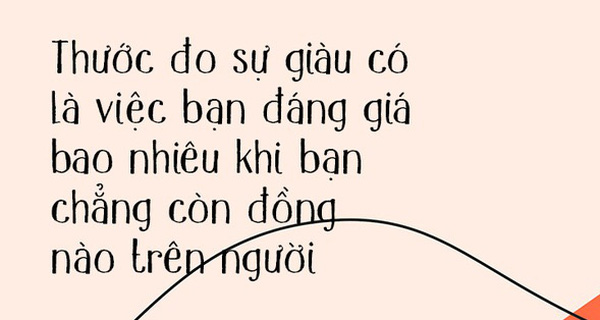 Thước đo sự giàu có
là việc bạn đáng giá
bao nhiêu khi bạn
chẳng còn đồng
nào trên người